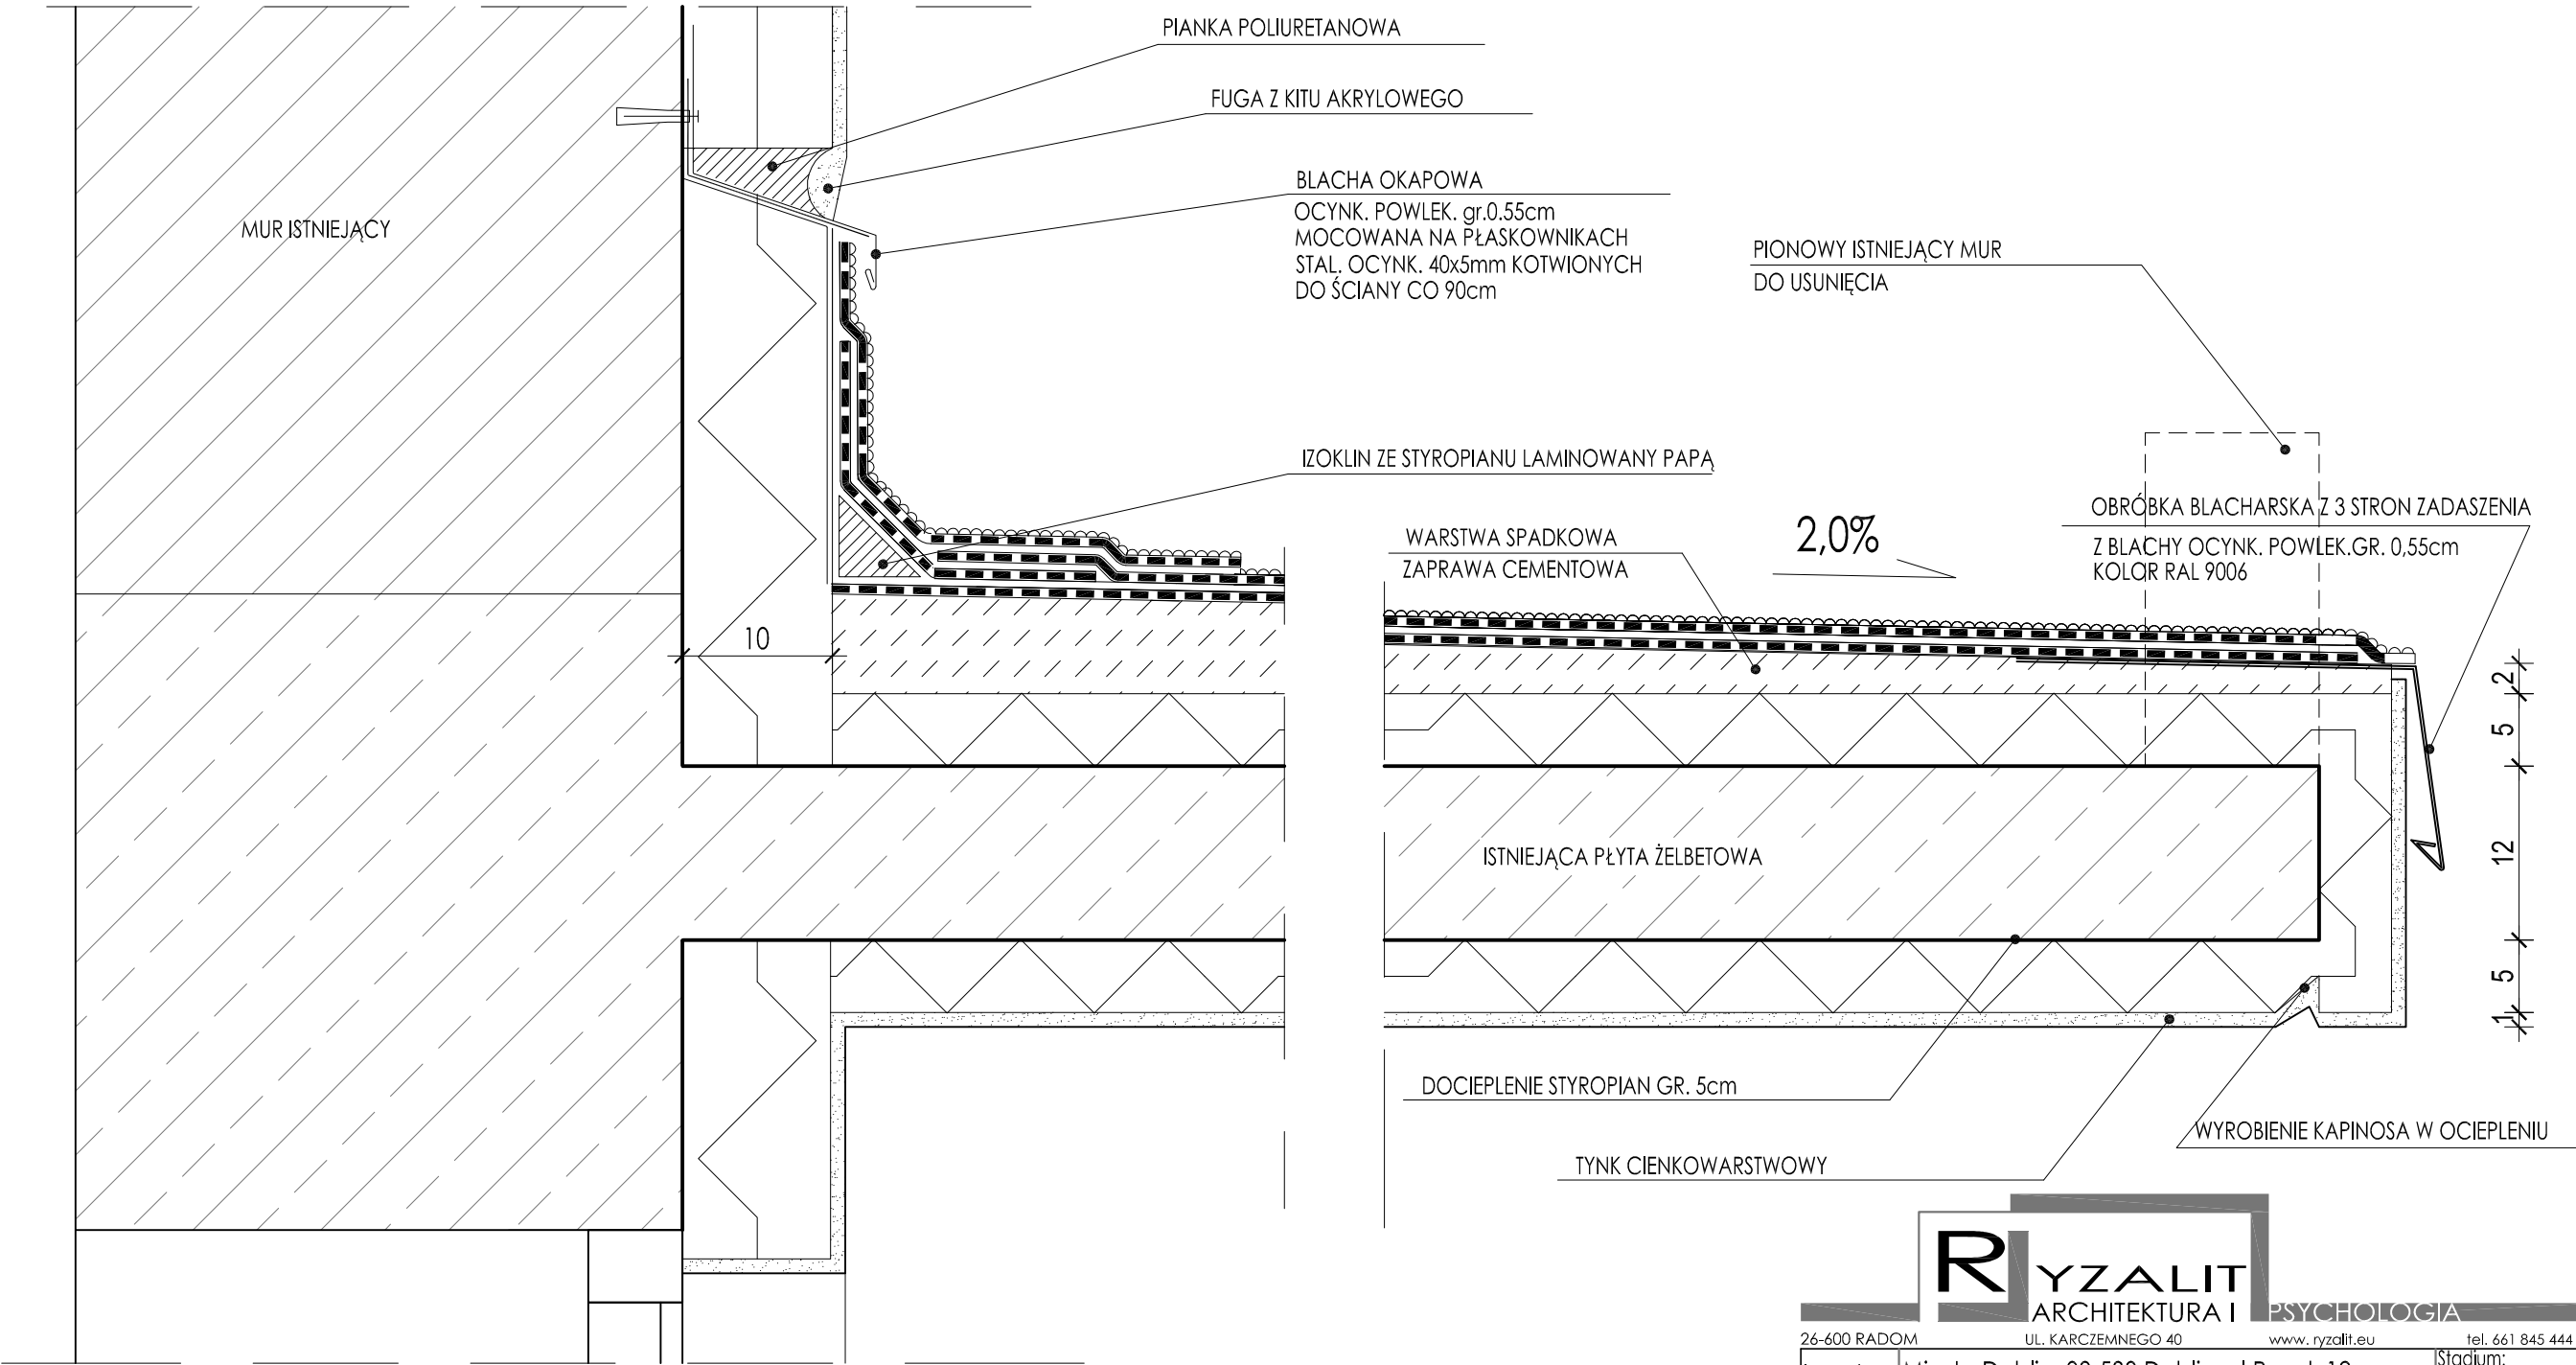 PIANKA POLIURETANOWA
FUGA Z KITU AKRYLOWEGO
BLACHA OKAPOWA
OCYNK. POWLEK. gr.0.55cm
MOCOWANA NA PŁASKOWNIKACH
STAL. OCYNK. 40x5mm KOTWIONYCH
DO ŚCIANY CO 90cm
MUR ISTNIEJĄCY
PIONOWY ISTNIEJĄCY MUR
DO USUNIĘCIA
IZOKLIN ZE STYROPIANU LAMINOWANY PAPĄ
OBRÓBKA BLACHARSKA Z 3 STRON ZADASZENIA
Z BLACHY OCYNK. POWLEK.GR. 0,55cm
KOLOR RAL 9006
WARSTWA SPADKOWA
ZAPRAWA CEMENTOWA
2,0%
10
2
5
12
5
1
ISTNIEJĄCA PŁYTA ŻELBETOWA
DOCIEPLENIE STYROPIAN GR. 5cm
WYROBIENIE KAPINOSA W OCIEPLENIU
TYNK CIENKOWARSTWOWY
RYZALIT
ARCHITEKTURA I PSYCHOLOGIA
26-600 RADOM UL. KARCZEMNEGO 40 www.ryzalit.eu tel. 661 845 444
Stadium: